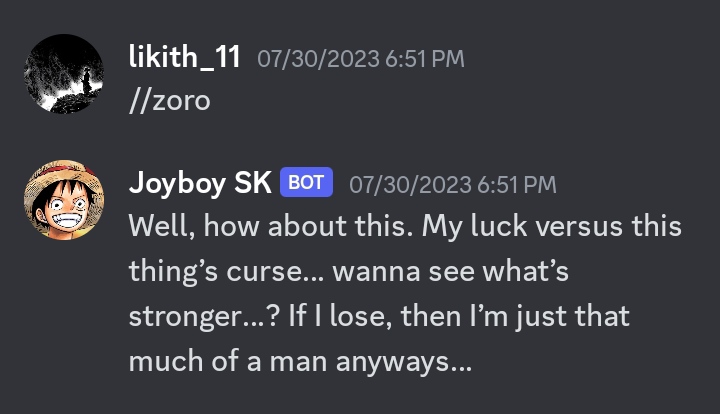 likith_11 07/30/2023 6:51 PM
//zoro
Joyboy SK BOT 07/30/2023 6:51 PM
Well, how about this. My luck versus this
thing’s curse... wanna see what’s
stronger...? If I lose, then I’m just that
much of a man anyways...